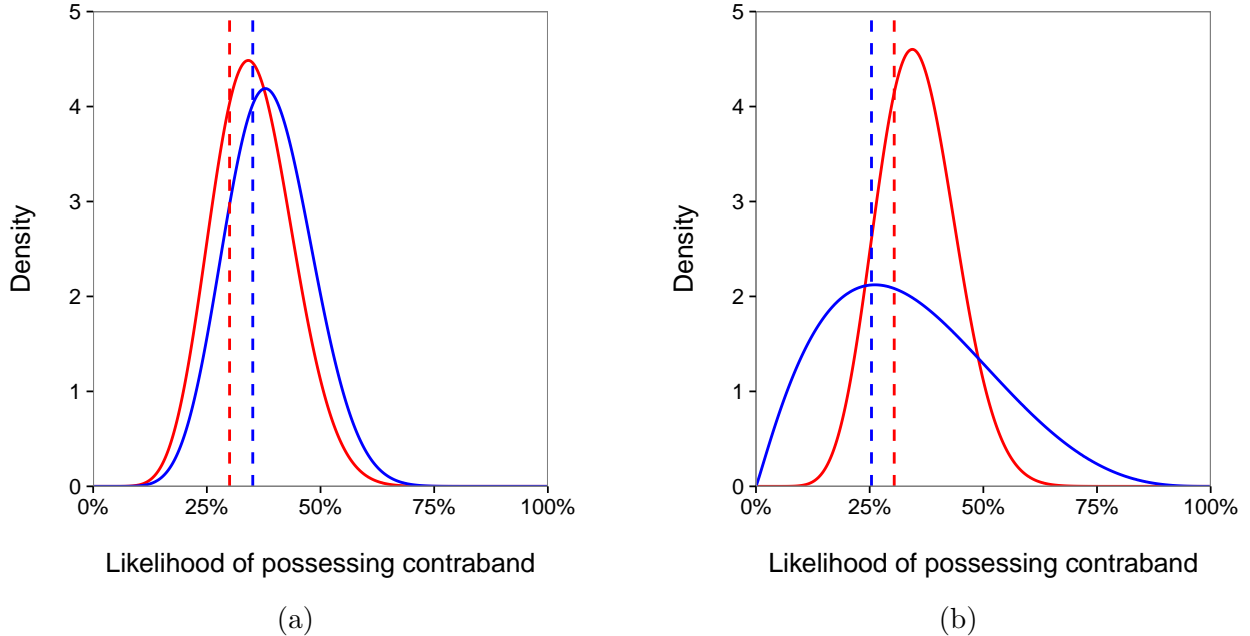 5
4
3
2
1
0
0% 25% 50% 75% 100%
Density
Likelihood of possessing contraband
(a)
5
4
3
2
1
0
0% 25% 50% 75% 100%
Density
Likelihood of possessing contraband
(b)